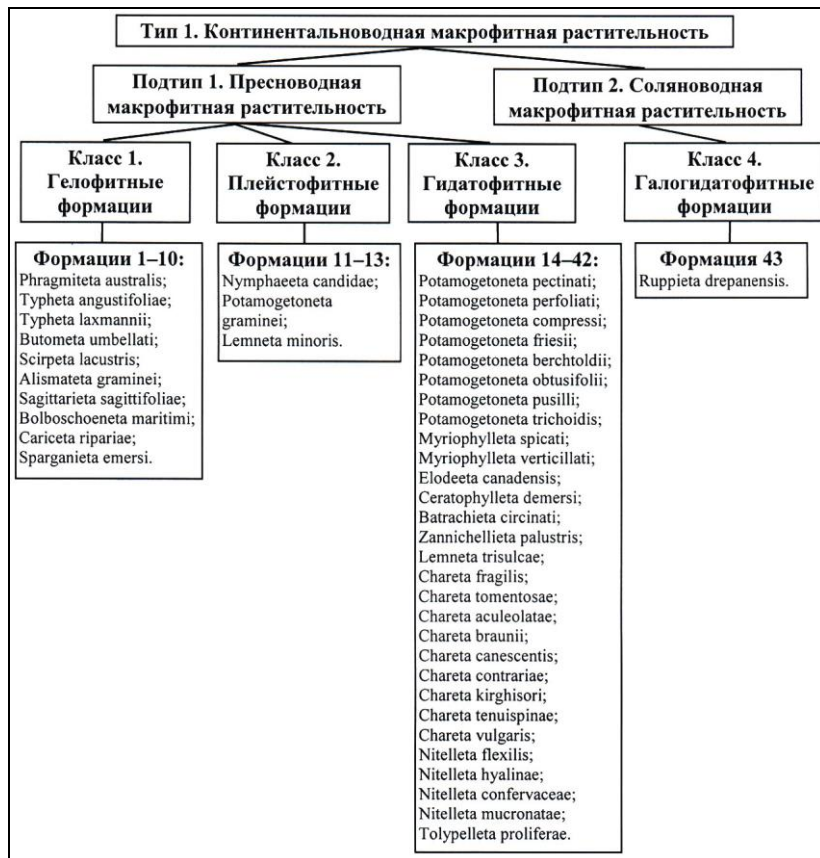 Тип 1. Континентальноводная макрофитная растительность
Подтип 1. Пресноводная
макрофитная растительность
Подтип 2. Соляноводная
макрофитная растительность
Класс 1.
Гелофитные
формации
Класс 2.
Плейстофитные
формации
Класс 3.
Гидатофитные
формации
Класс 4.
Галогидатофитные
формации
Формации 1–10:
Phragmiteta australis;
Typheta angustifoliae;
Typheta laxmannii;
Butometa umbellati;
Scirpeta lacustris;
Alismateta graminei;
Sagittarieta sagittifoliae;
Bolboschoeneta maritimi;
Cariceta ripariae;
Sparganieta emersi.
Формации 11–13:
Nymphaeeta candidae;
Potamogetoneta
graminei;
Lemneta minoris.
Формации 14–42:
Potamogetoneta pectinati;
Potamogetoneta perfoliati;
Potamogetoneta compressi;
Potamogetoneta friesii;
Potamogetoneta berchtoldii;
Potamogetoneta obtusifolii;
Potamogetoneta pusilli;
Potamogetoneta trichoidis;
Myriophylleta spicati;
Myriophylleta verticillati;
Elodeeta canadensis;
Ceratophylleta demersi;
Batrachieta circinati;
Zannichellieta palustris;
Lemneta trisulcae;
Chareta fragilis;
Chareta tomentosae;
Chareta aculeolatae;
Chareta braunii;
Chareta canescentis;
Chareta contrariae;
Chareta kirghisori;
Chareta tenuispinae;
Chareta vulgaris;
Nitelleta flexilis;
Nitelleta hyalinae;
Nitelleta confervaceae;
Nitelleta mucronatae;
Tolypelleta proliferae.
Формация 43
Ruppieta drepanensis.